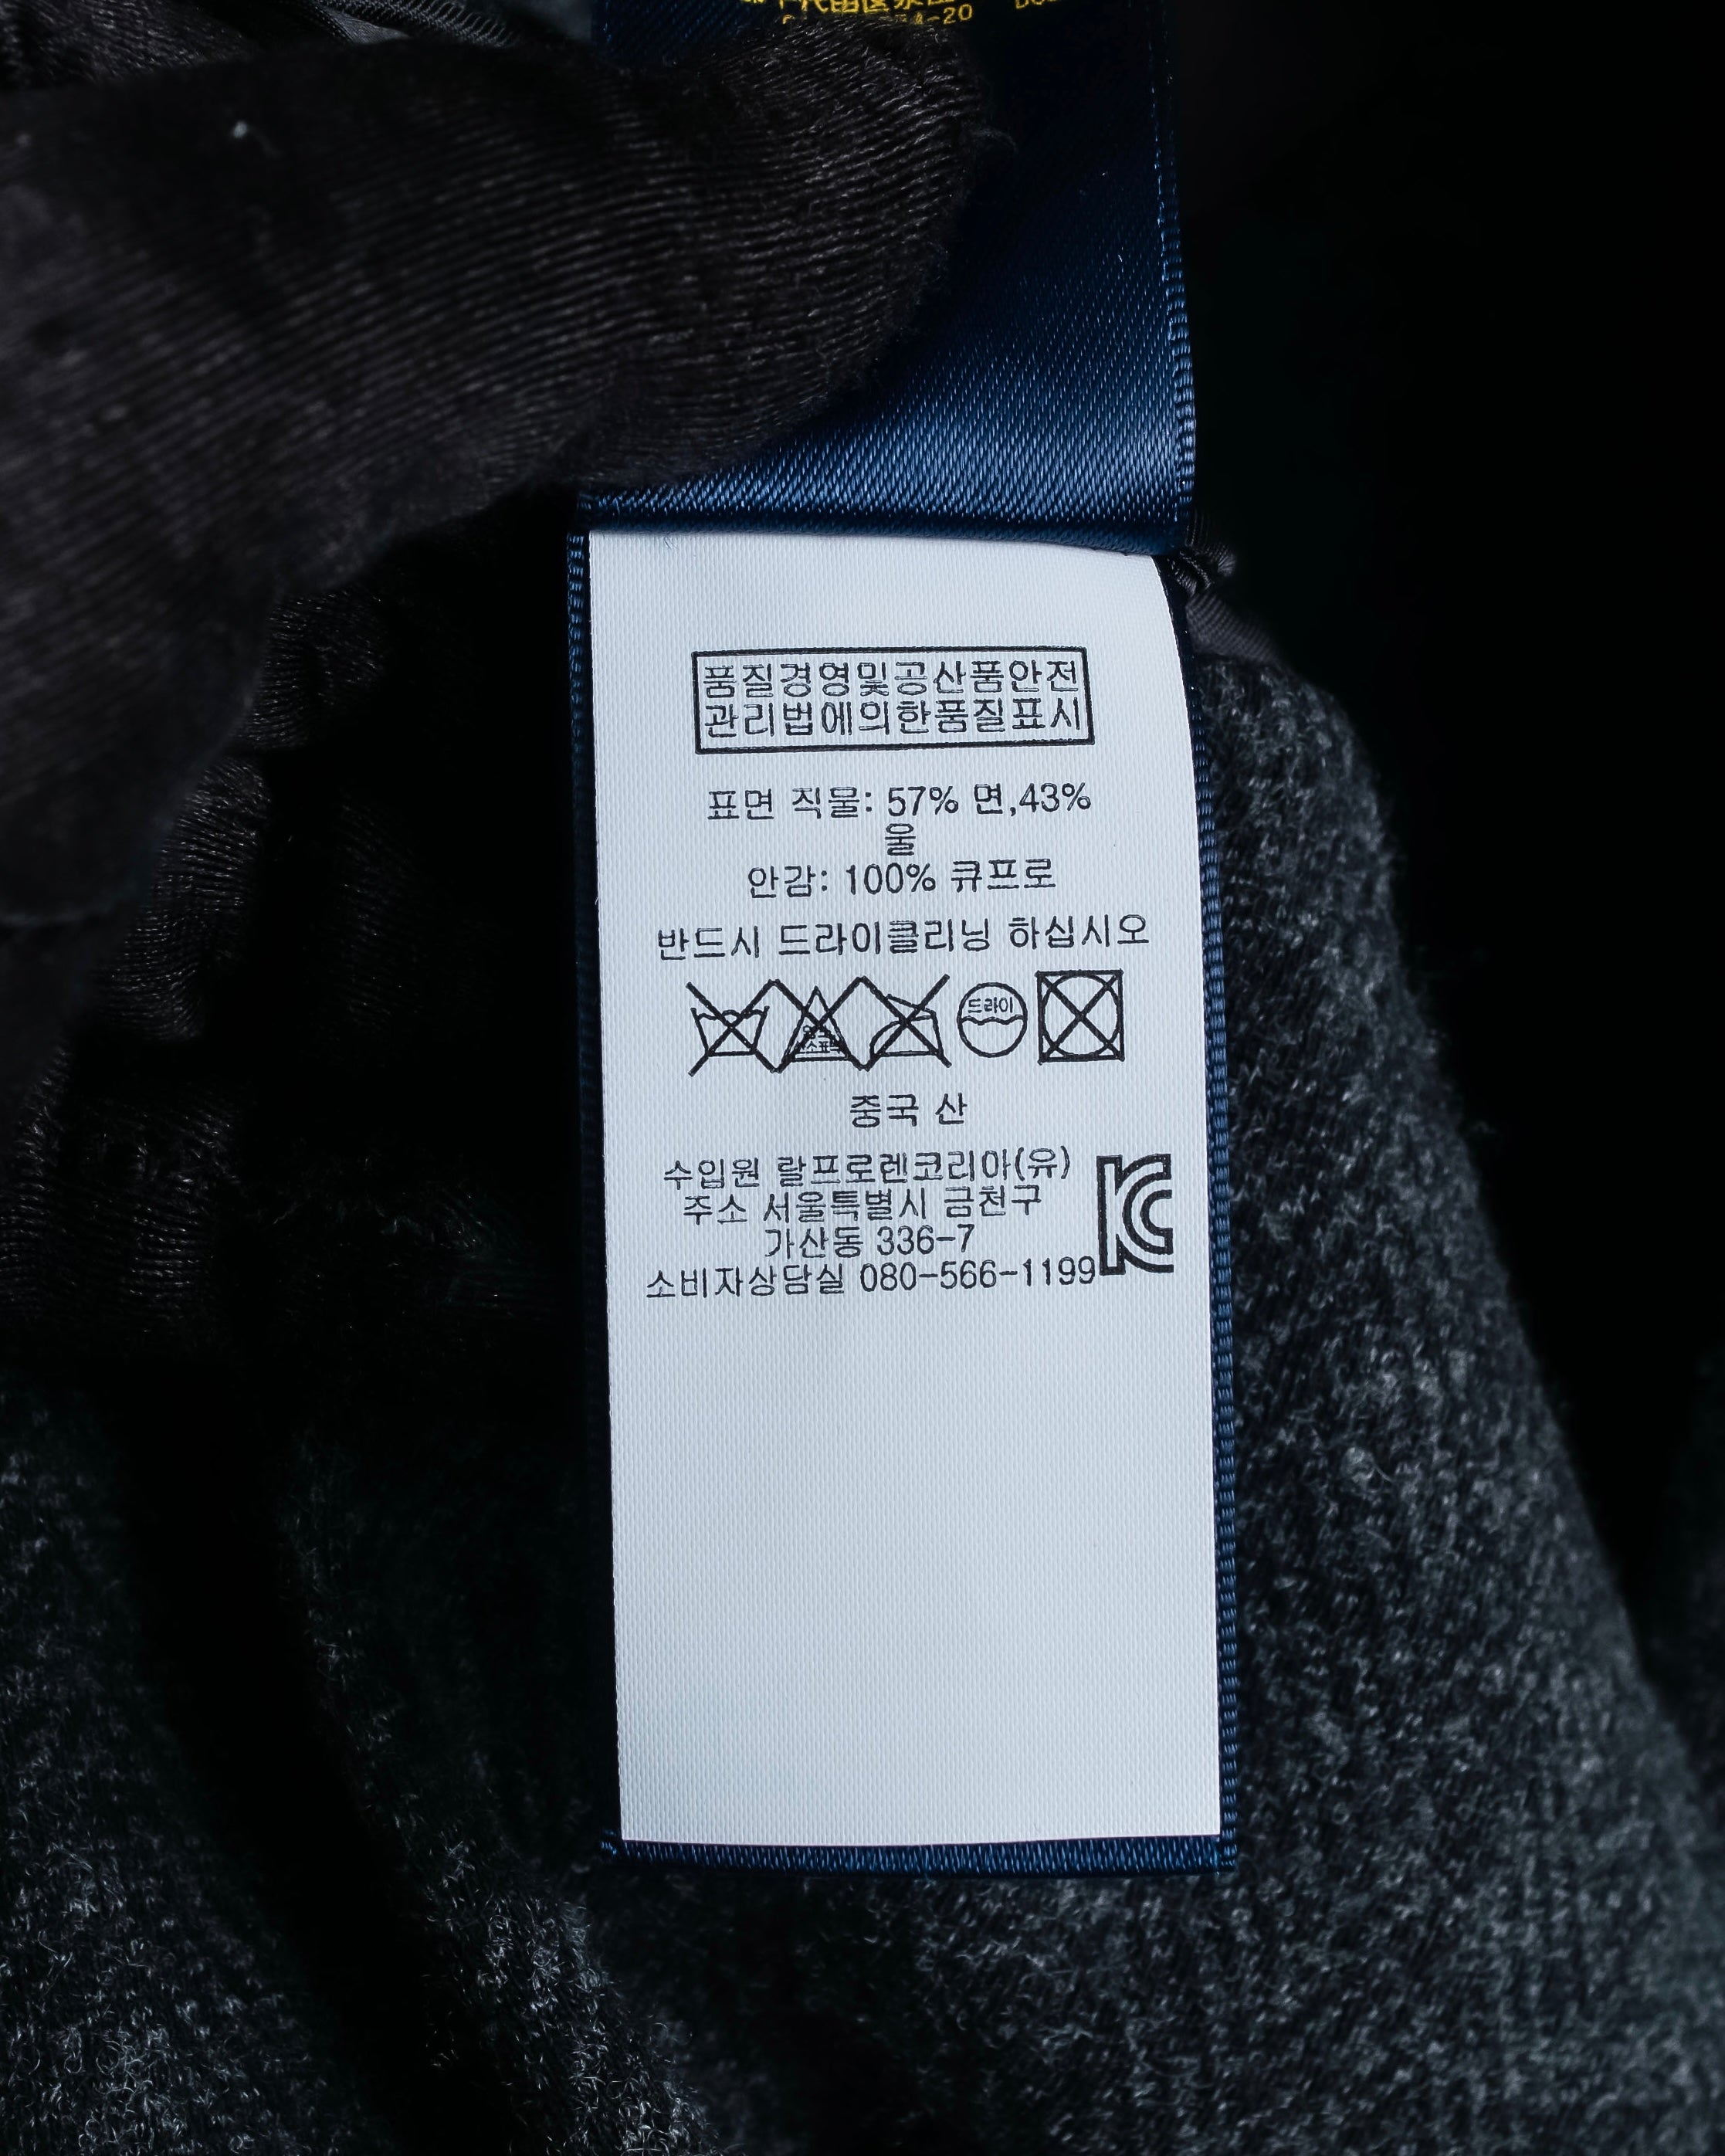 -20
품질경영및공산품안전
관리법에의한품질표시
표면 직물: 57% 면,43%
울
안감: 100% 큐프로
반드시 드라이클리닝 하십시오
드라이
중국 산
수입원 랄프로렌코리아(유)
주소 서울특별시 금천구
가산동 336-7
소비자상담실 080-566-1199